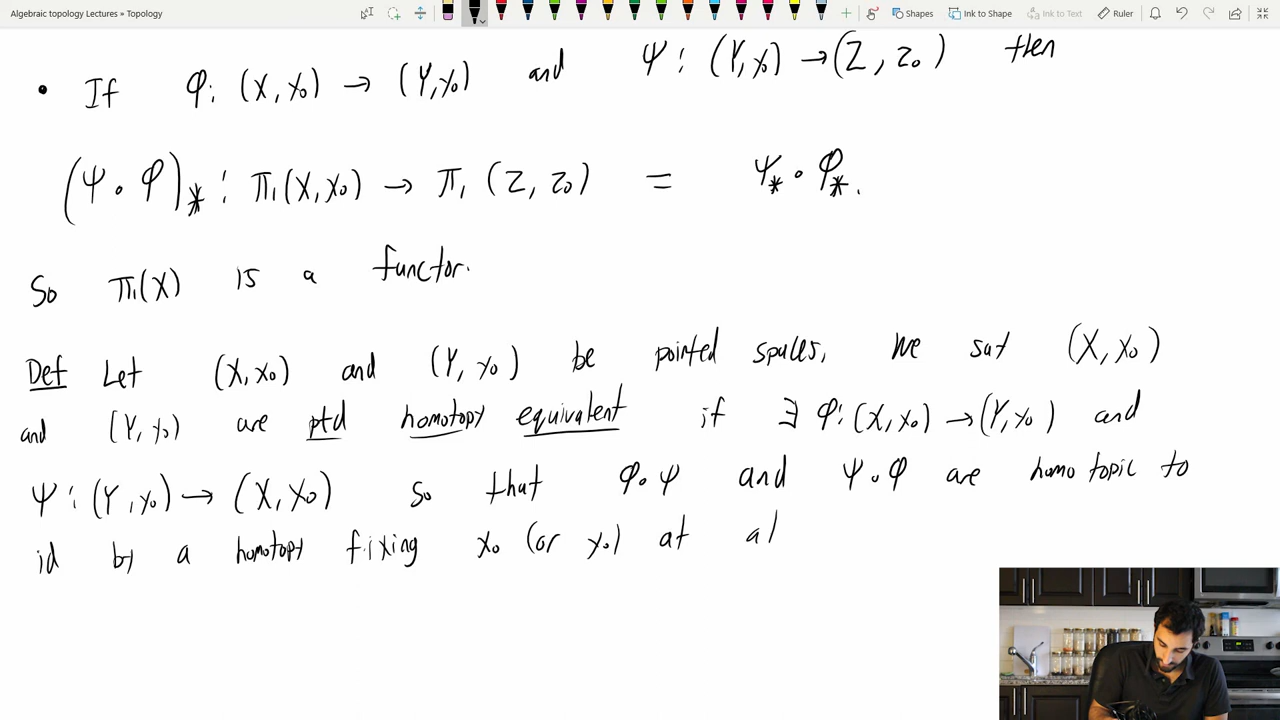 Algebraic topology Lectures » Topology
Shapes Ink to Shape Ink to Text Ruler
• If φ: (X, x₀) → (Y, y₀) and ψ: (Y, y₀) → (Z, z₀) then
(ψ ∘ φ)_* : π₁(X, x₀) → π₁(Z, z₀) = ψ_* ∘ φ_*.
So π₁(X) is a functor.
Def Let (X, x₀) and (Y, y₀) be pointed spaces, We say (X, x₀)
and (Y, y₀) are ptd homotopy equivalent if ∃ φ: (X, x₀) → (Y, y₀) and
ψ: (Y, y₀) → (X, x₀) so that φ ∘ ψ and ψ ∘ φ are homotopic to
id by a homotopy fixing x₀ (or y₀) at al